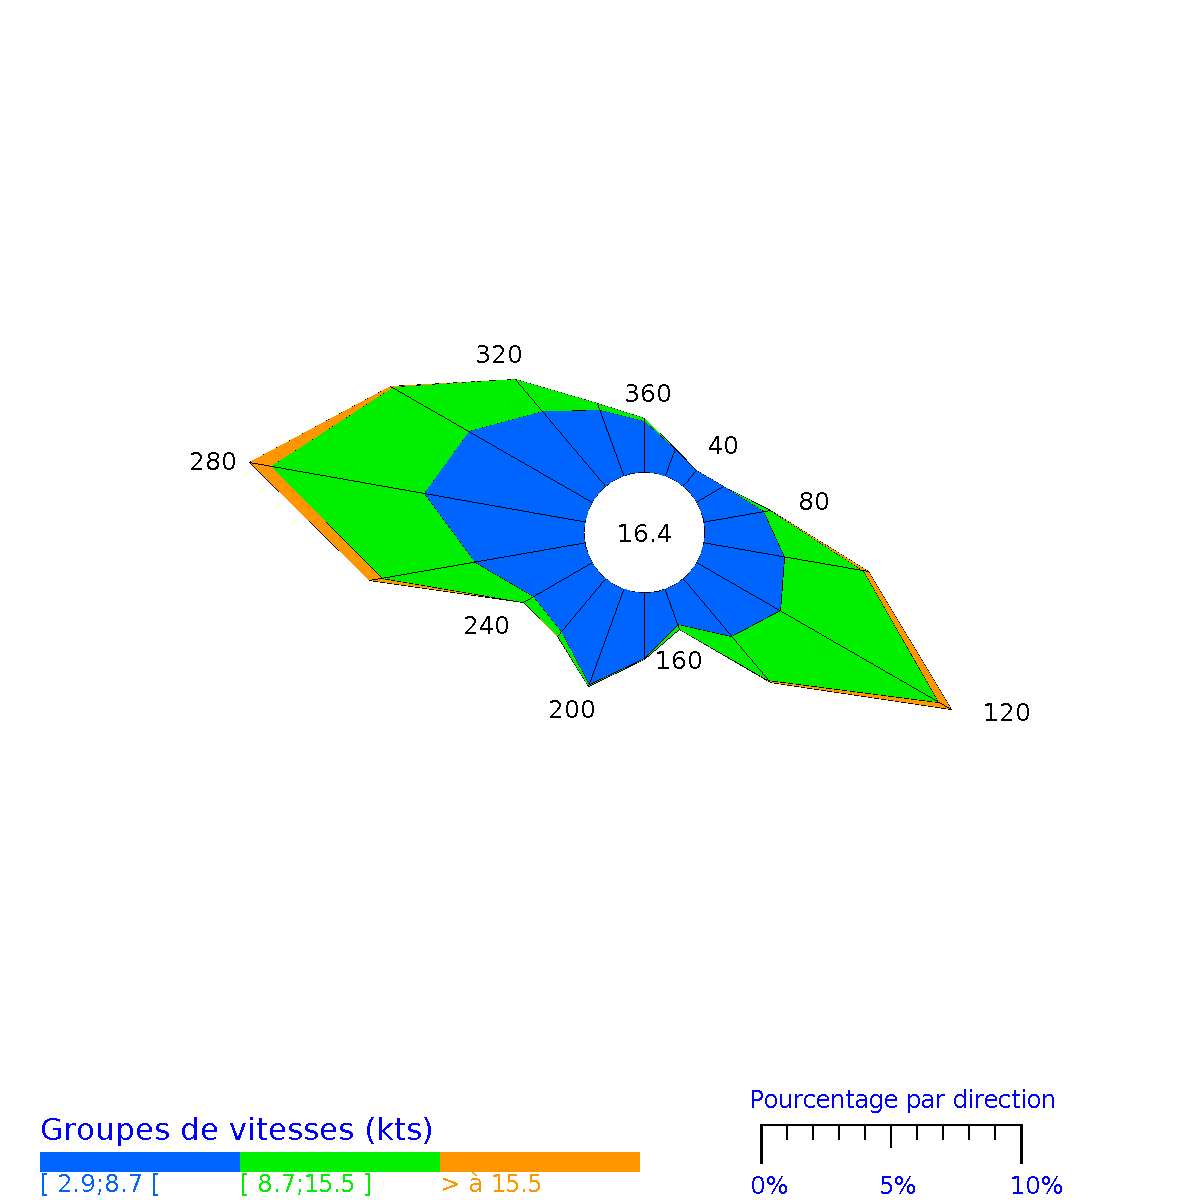 320
360
40
280
80
16.4
240
160
200
120
Pourcentage par direction
Groupes de vitesses (kts)
[ 2.9;8.7 [ [ 8.7;15.5 ] > à 15.5
0% 5% 10%